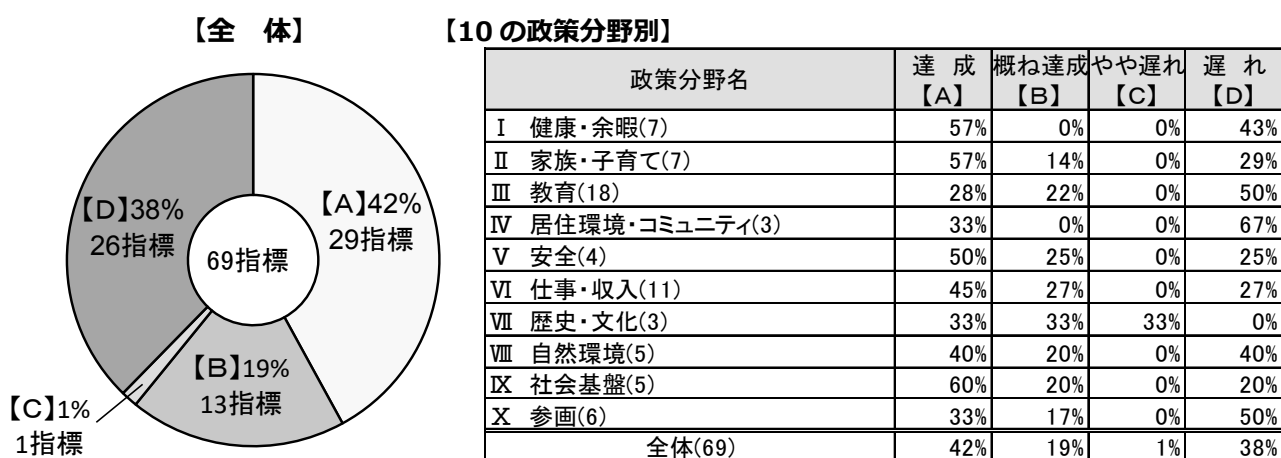 【全 体】
【A】42%
29指標
【B】19%
13指標
【C】1%
1指標
【D】38%
26指標
69指標
【10 の政策分野別】
政策分野名 達 成【A】 概ね達成【B】 やや遅れ【C】 遅 れ【D】
Ⅰ 健康・余暇(7) 57% 0% 0% 43%
Ⅱ 家族・子育て(7) 57% 14% 0% 29%
Ⅲ 教育(18) 28% 22% 0% 50%
Ⅳ 居住環境・コミュニティ(3) 33% 0% 0% 67%
Ⅴ 安全(4) 50% 25% 0% 25%
Ⅵ 仕事・収入(11) 45% 27% 0% 27%
Ⅶ 歴史・文化(3) 33% 33% 33% 0%
Ⅷ 自然環境(5) 40% 20% 0% 40%
Ⅸ 社会基盤(5) 60% 20% 0% 20%
Ⅹ 参画(6) 33% 17% 0% 50%
全体(69) 42% 19% 1% 38%